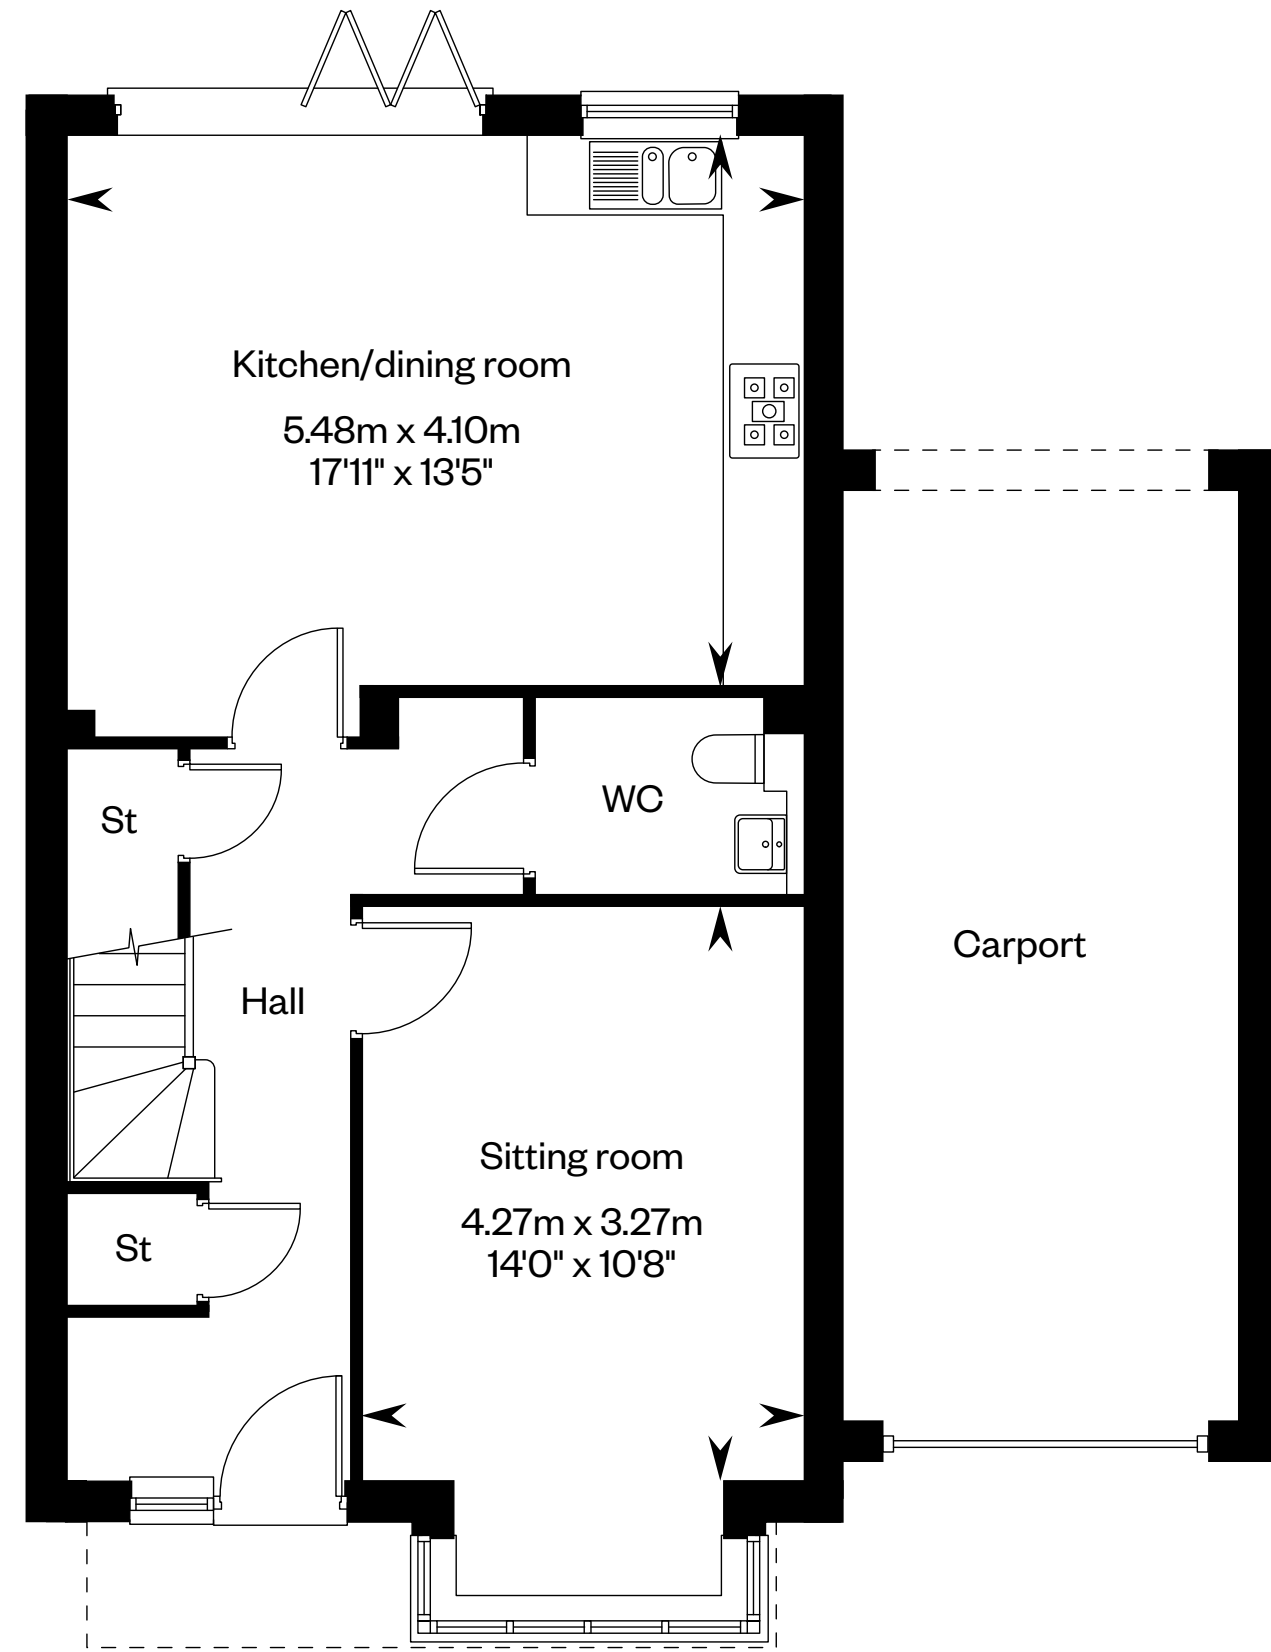 Kitchen/dining room
5.48m x 4.10m
17'11" x 13'5"
St
WC
Carport
Hall
Sitting room
4.27m x 3.27m
14'0" x 10'8"
St